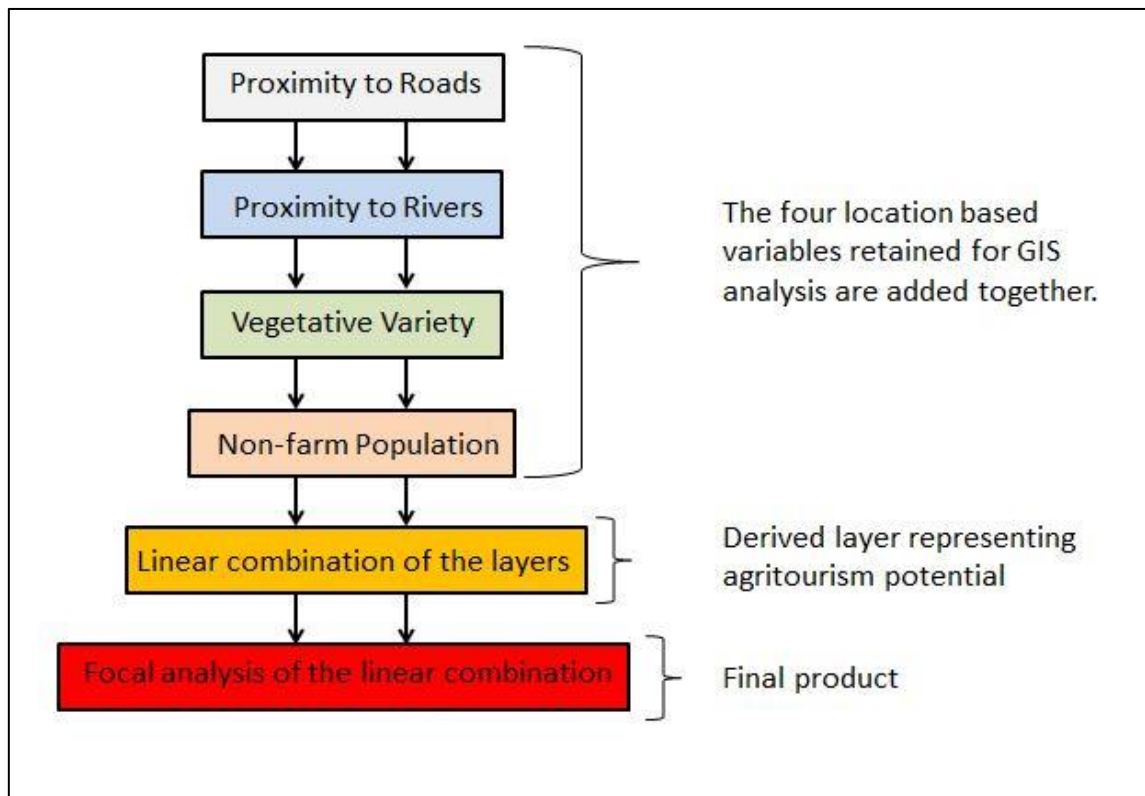 Proximity to Roads
Proximity to Rivers
Vegetative Variety
Non-farm Population
The four location based
variables retained for GIS
analysis are added together.
Linear combination of the layers
Derived layer representing
agritourism potential
Focal analysis of the linear combination
Final product